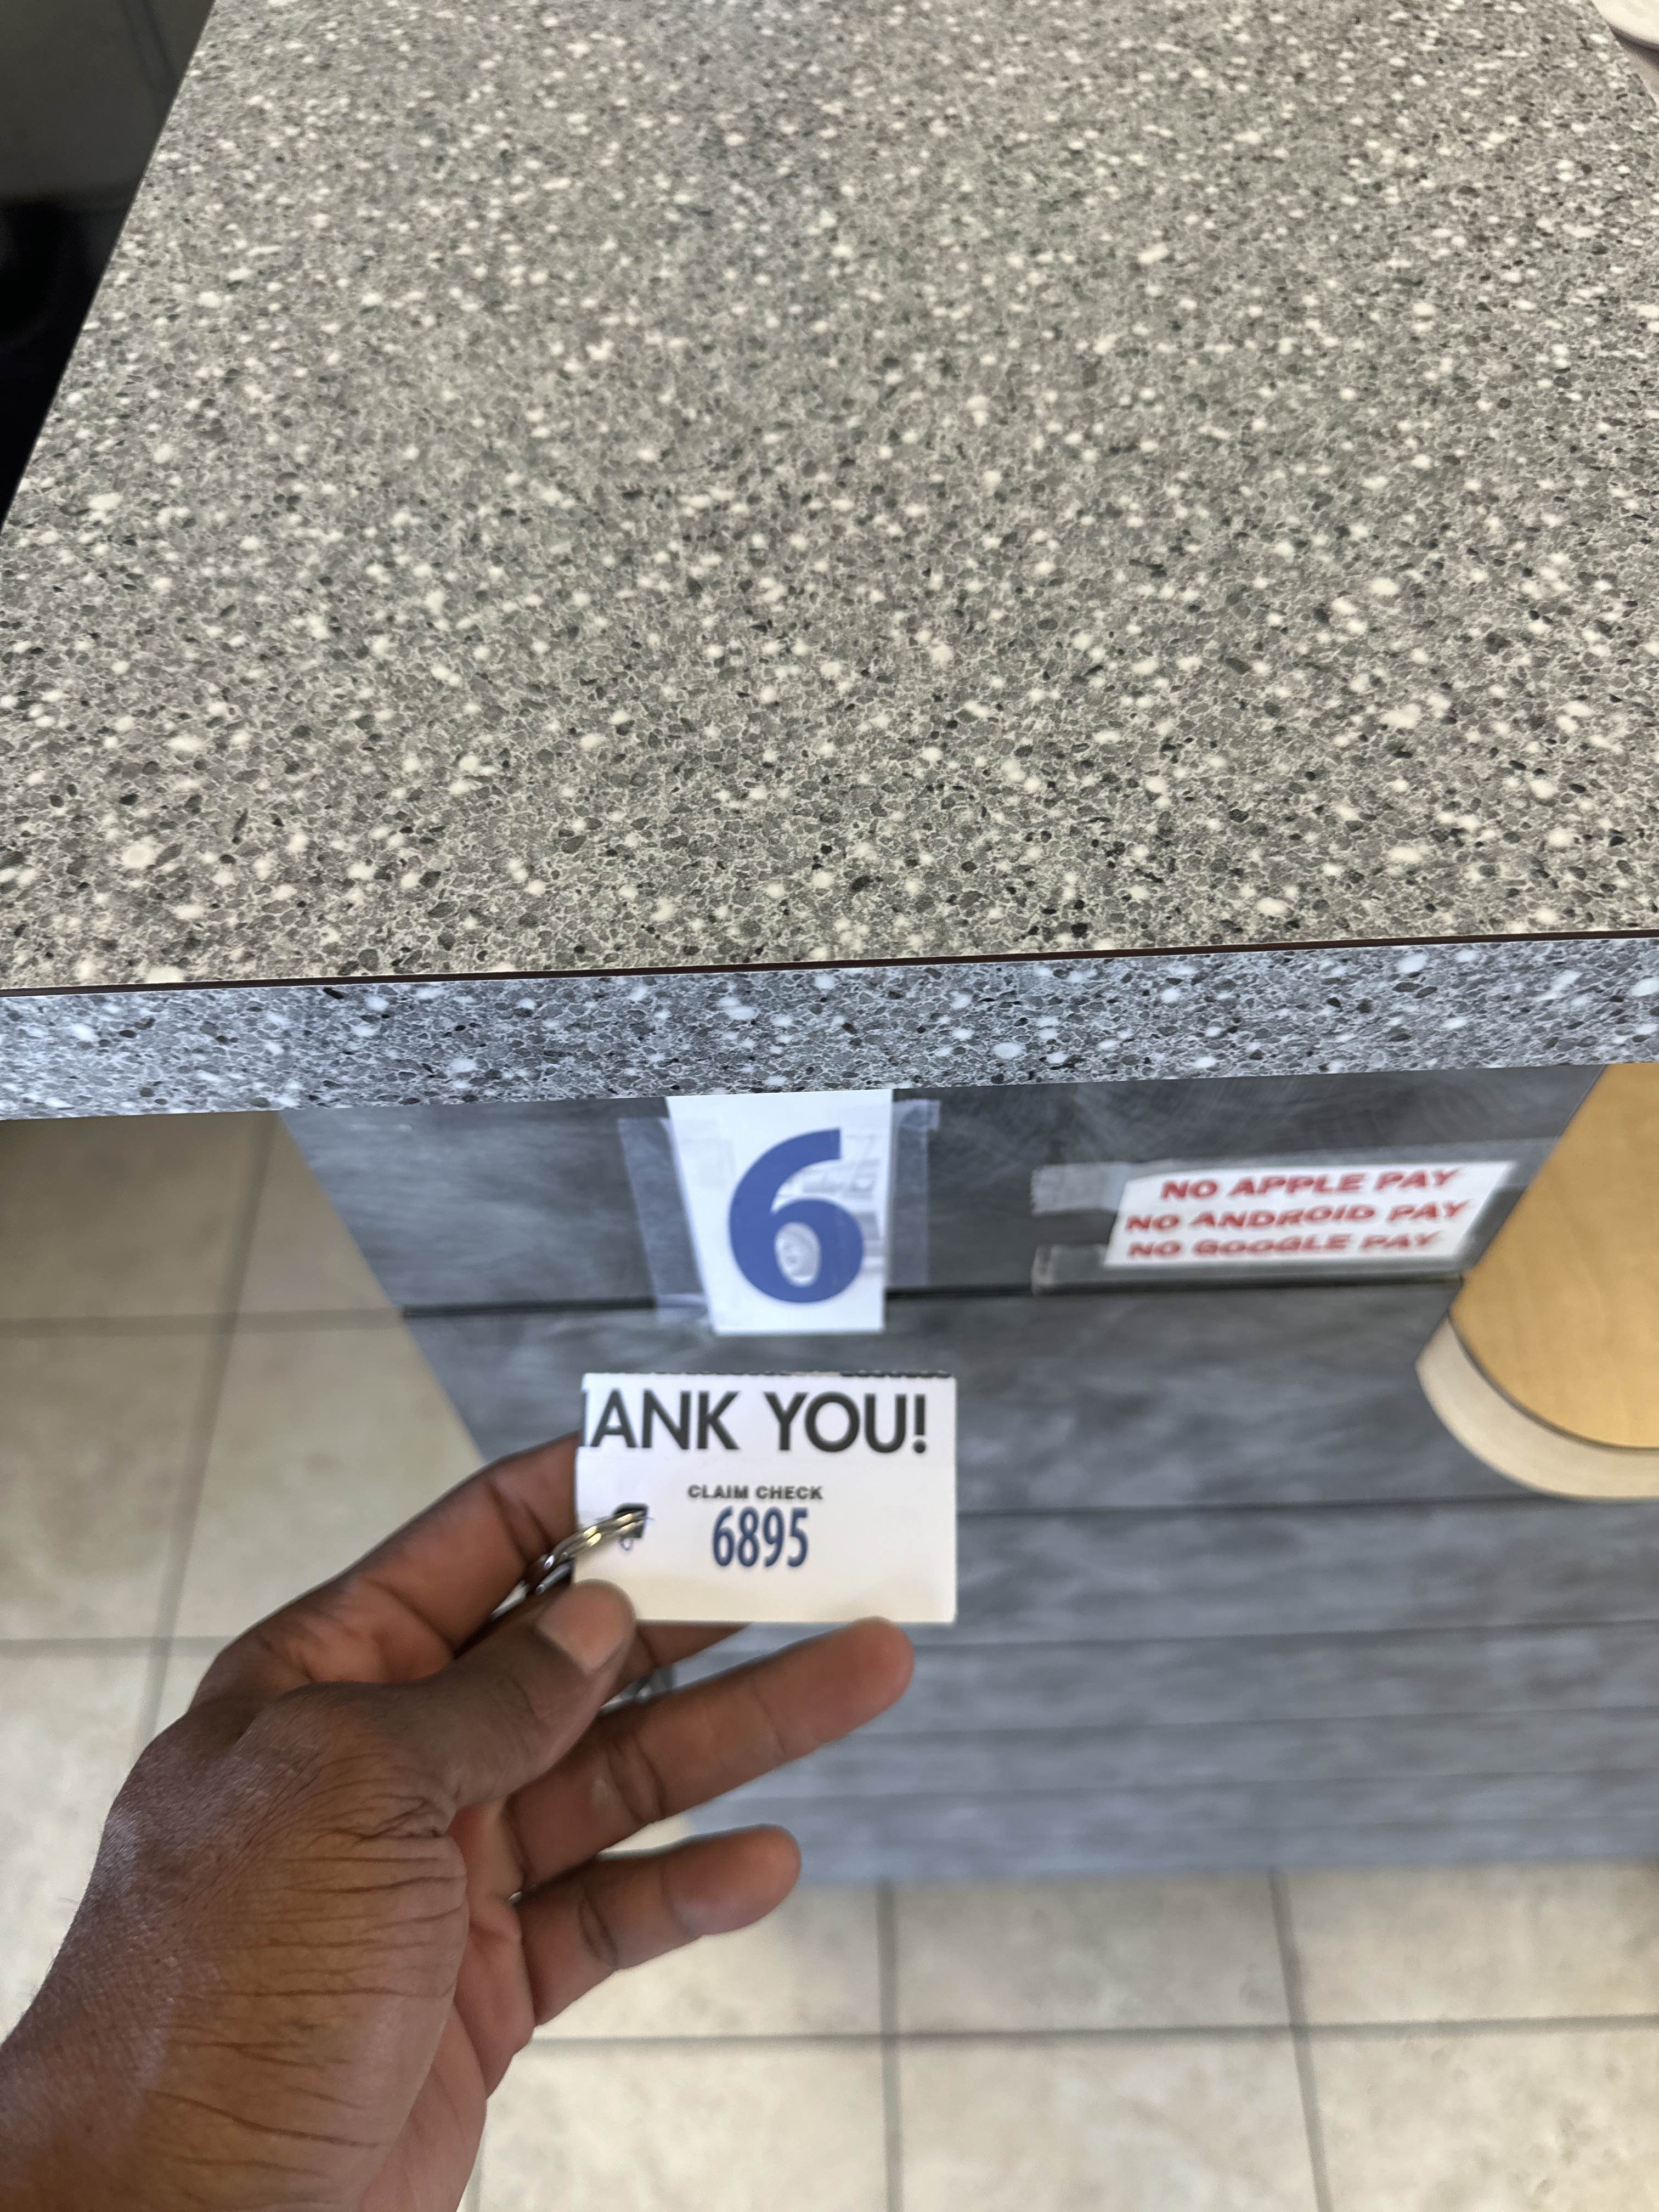 6
NO APPLE PAY
NO ANDROID PAY
NO GOOGLE PAY
ANK YOU!
CLAIM CHECK
6895